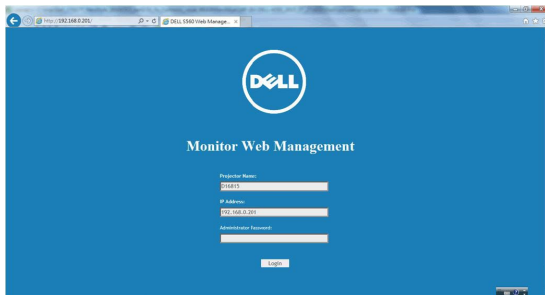 http://192.168.0.201/
DELL S560 Web Manage...
DELL
Monitor Web Management
Projector Name:
D16815
IP Address:
192.168.0.201
Administrator Password:
Login